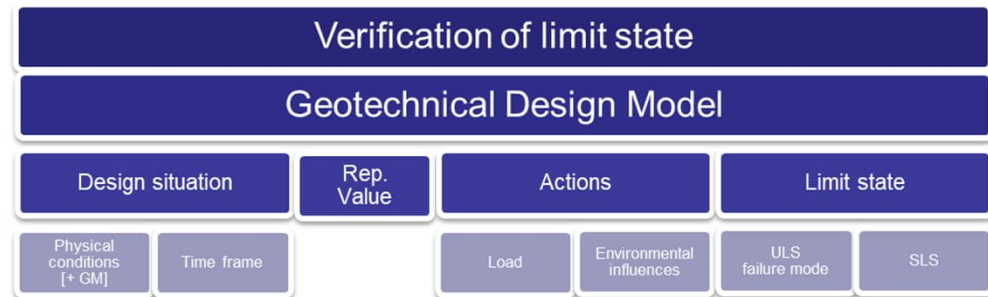 Verification of limit state
Geotechnical Design Model
Design situation
Rep.
Value
Actions
Limit state
Physical
conditions
[+ GM]
Time frame
Load
Environmental
influences
ULS
failure mode
SLS